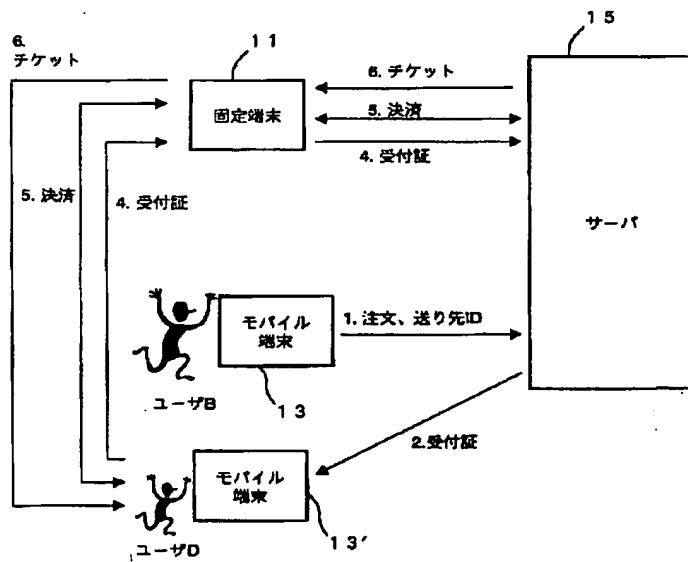 6.
チケット
11
15
固定端末
6. チケット
5. 決済
4. 受付証
5. 決済
4. 受付証
サーバ
モバイル
端末
1. 注文、送り先ID
ユーザB
13
2.受付証
モバイル
端末
ユーザD
13′